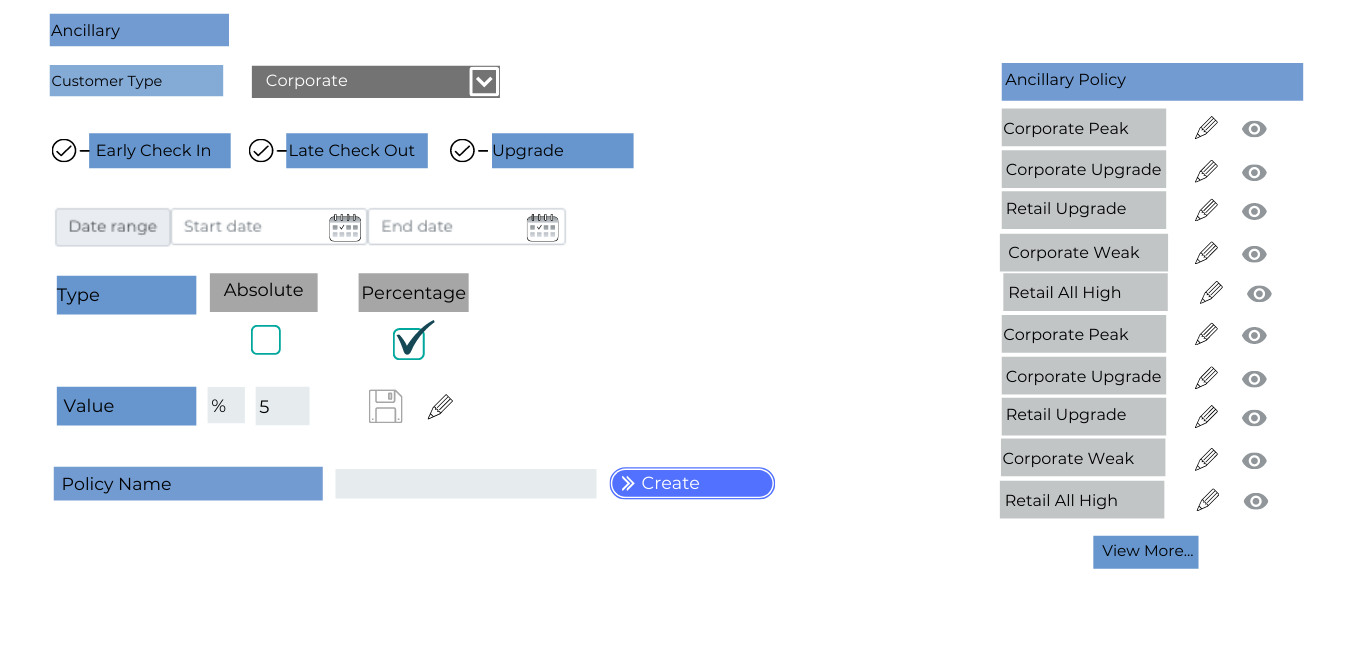 Ancillary
Customer Type
Corporate
Early Check In
Late Check Out
Upgrade
Date range
Start date
End date
Type
Absolute
Percentage
Value
%
5
Policy Name
Create
Ancillary Policy
Corporate Peak
Corporate Upgrade
Retail Upgrade
Corporate Weak
Retail All High
Corporate Peak
Corporate Upgrade
Retail Upgrade
Corporate Weak
Retail All High
View More...